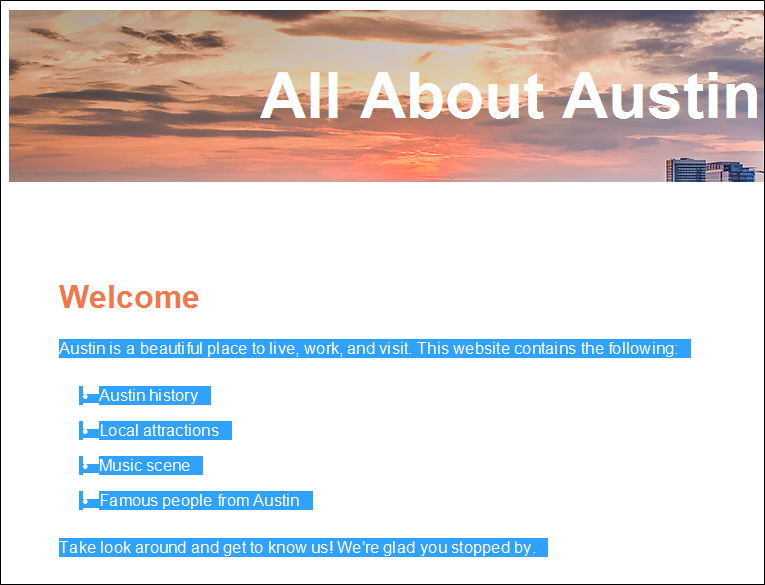 All About Austin
Welcome
Austin is a beautiful place to live, work, and visit. This website contains the following:
Austin history
Local attractions
Music scene
Famous people from Austin
Take look around and get to know us! We're glad you stopped by.